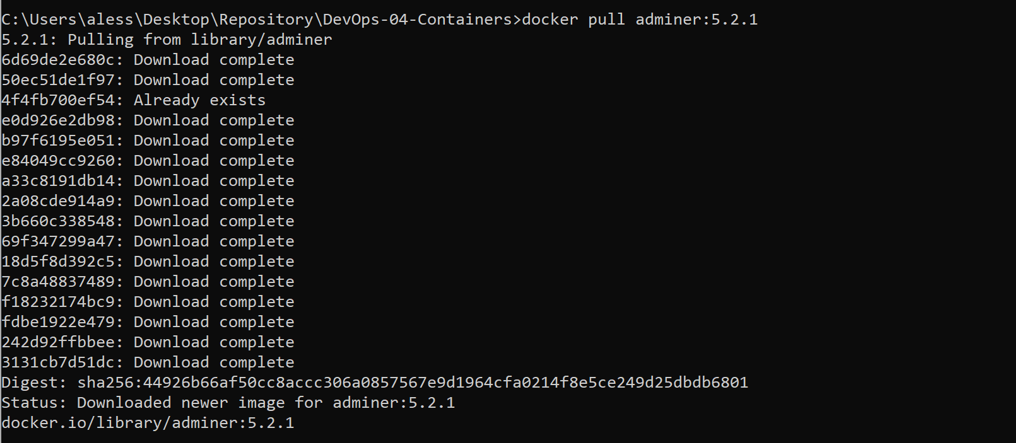 C:\Users\aless\Desktop\Repository\DevOps-04-Containers>docker pull adminer:5.2.1
5.2.1: Pulling from library/adminer
6d69de2e680c: Download complete
50ec51de1f97: Download complete
4f4fb700ef54: Already exists
e0d926e2db98: Download complete
b97f6195e051: Download complete
e84049cc9260: Download complete
a33c8191db14: Download complete
2a08cde914a9: Download complete
3b660c338548: Download complete
69f347299a47: Download complete
18d5f8d392c5: Download complete
7c8a48837489: Download complete
f18232174bc9: Download complete
fdbe1922e479: Download complete
242d92ffbbee: Download complete
3131cb7d51dc: Download complete
Digest: sha256:44926b66af50cc8accc306a0857567e9d1964cfa0214f8e5ce249d25dbdb6801
Status: Downloaded newer image for adminer:5.2.1
docker.io/library/adminer:5.2.1